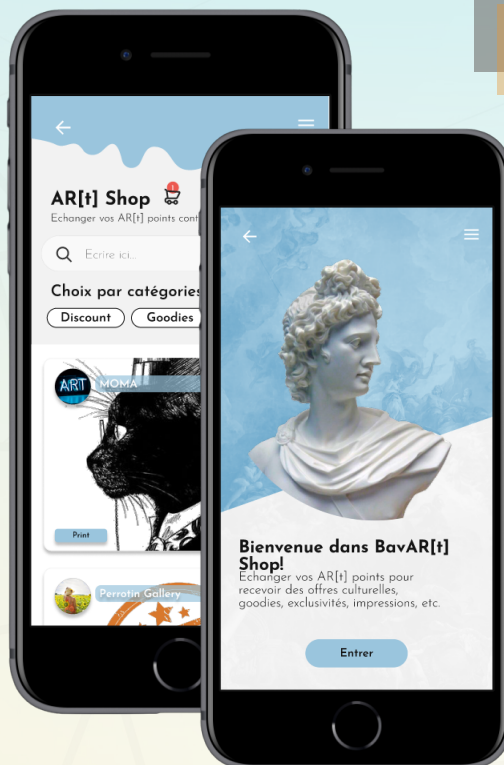 AR[t] Shop
1
Echanger vos AR[t] points cont
Ecrire ici...
Choix par catégories
Discount
Goodies
ART
MOMA
Print
Perrotin Gallery
Bienvenue dans BavAR[t]
Shop!
Echanger vos AR[t] points pour
recevoir des offres culturelles,
goodies, exclusivités, impressions, etc.
Entrer